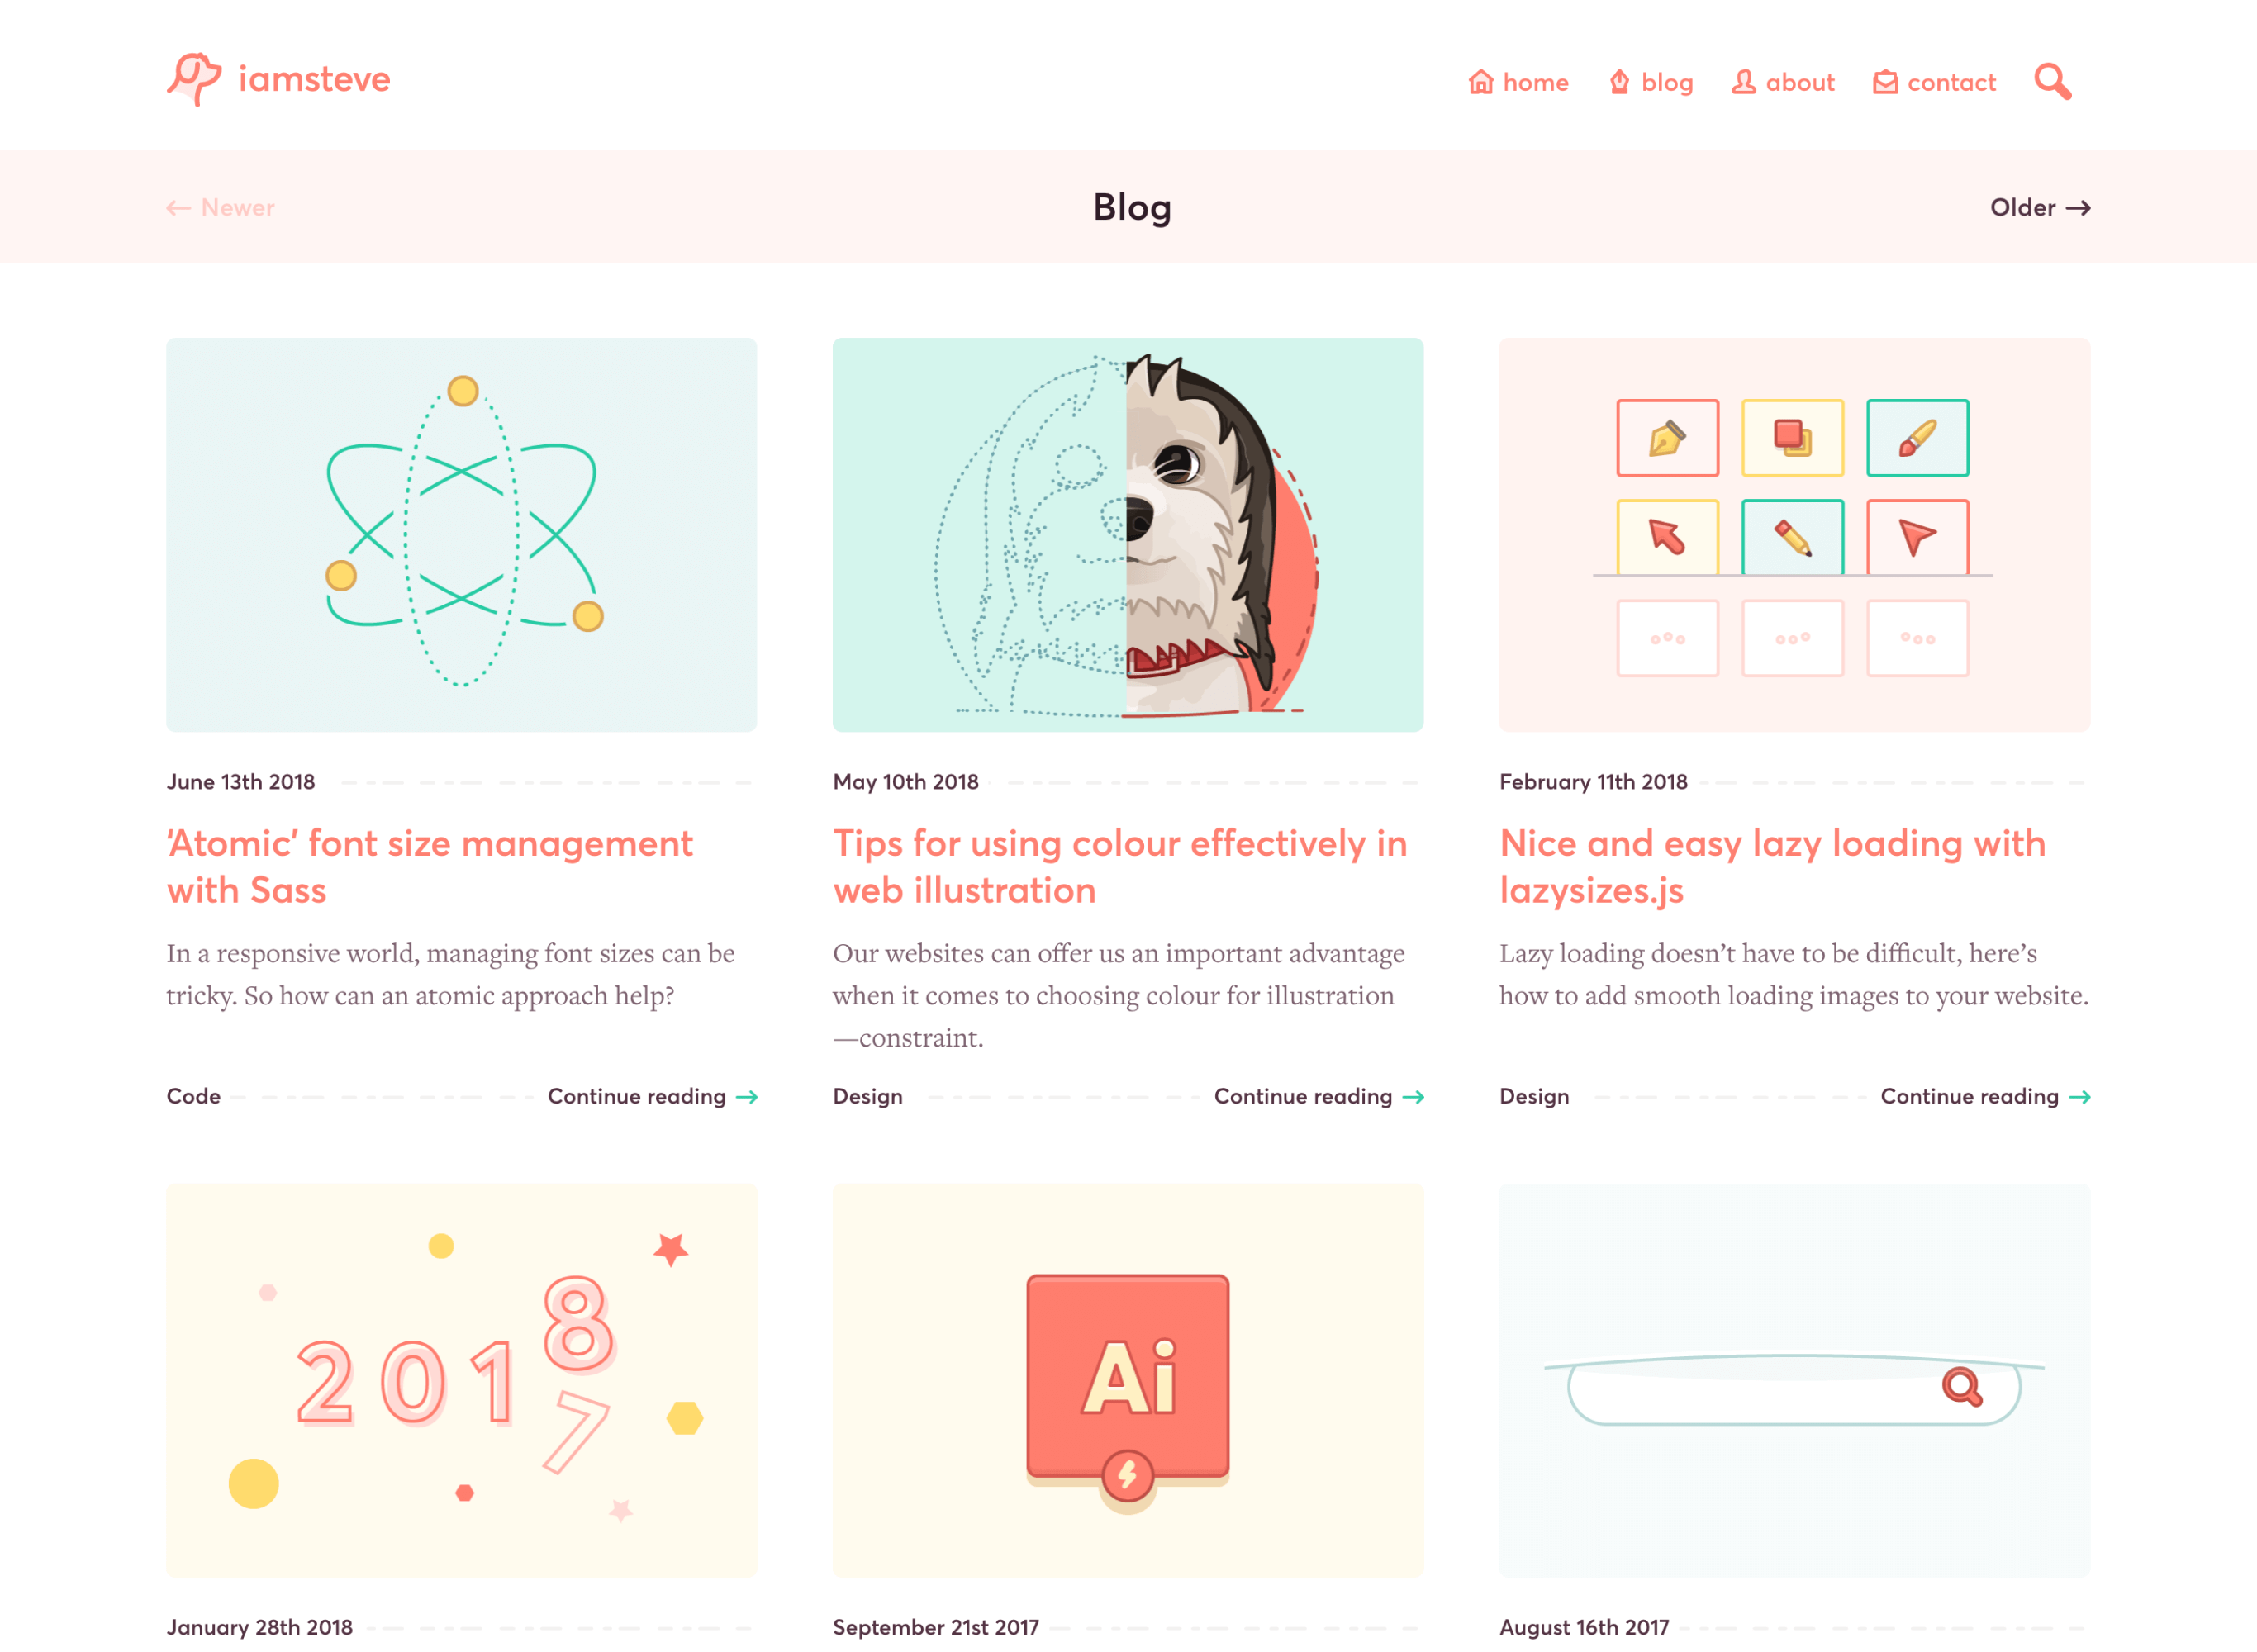 iamsteve
home
blog
about
contact
Newer
Blog
Older
June 13th 2018
‘Atomic’ font size management
with Sass
In a responsive world, managing font sizes can be
tricky. So how can an atomic approach help?
Code
Continue reading
May 10th 2018
Tips for using colour effectively in
web illustration
Our websites can offer us an important advantage
when it comes to choosing colour for illustration
—constraint.
Design
Continue reading
February 11th 2018
Nice and easy lazy loading with
lazysizes.js
Lazy loading doesn’t have to be difficult, here’s
how to add smooth loading images to your website.
Design
Continue reading
2018
7
January 28th 2018
Ai
September 21st 2017
August 16th 2017